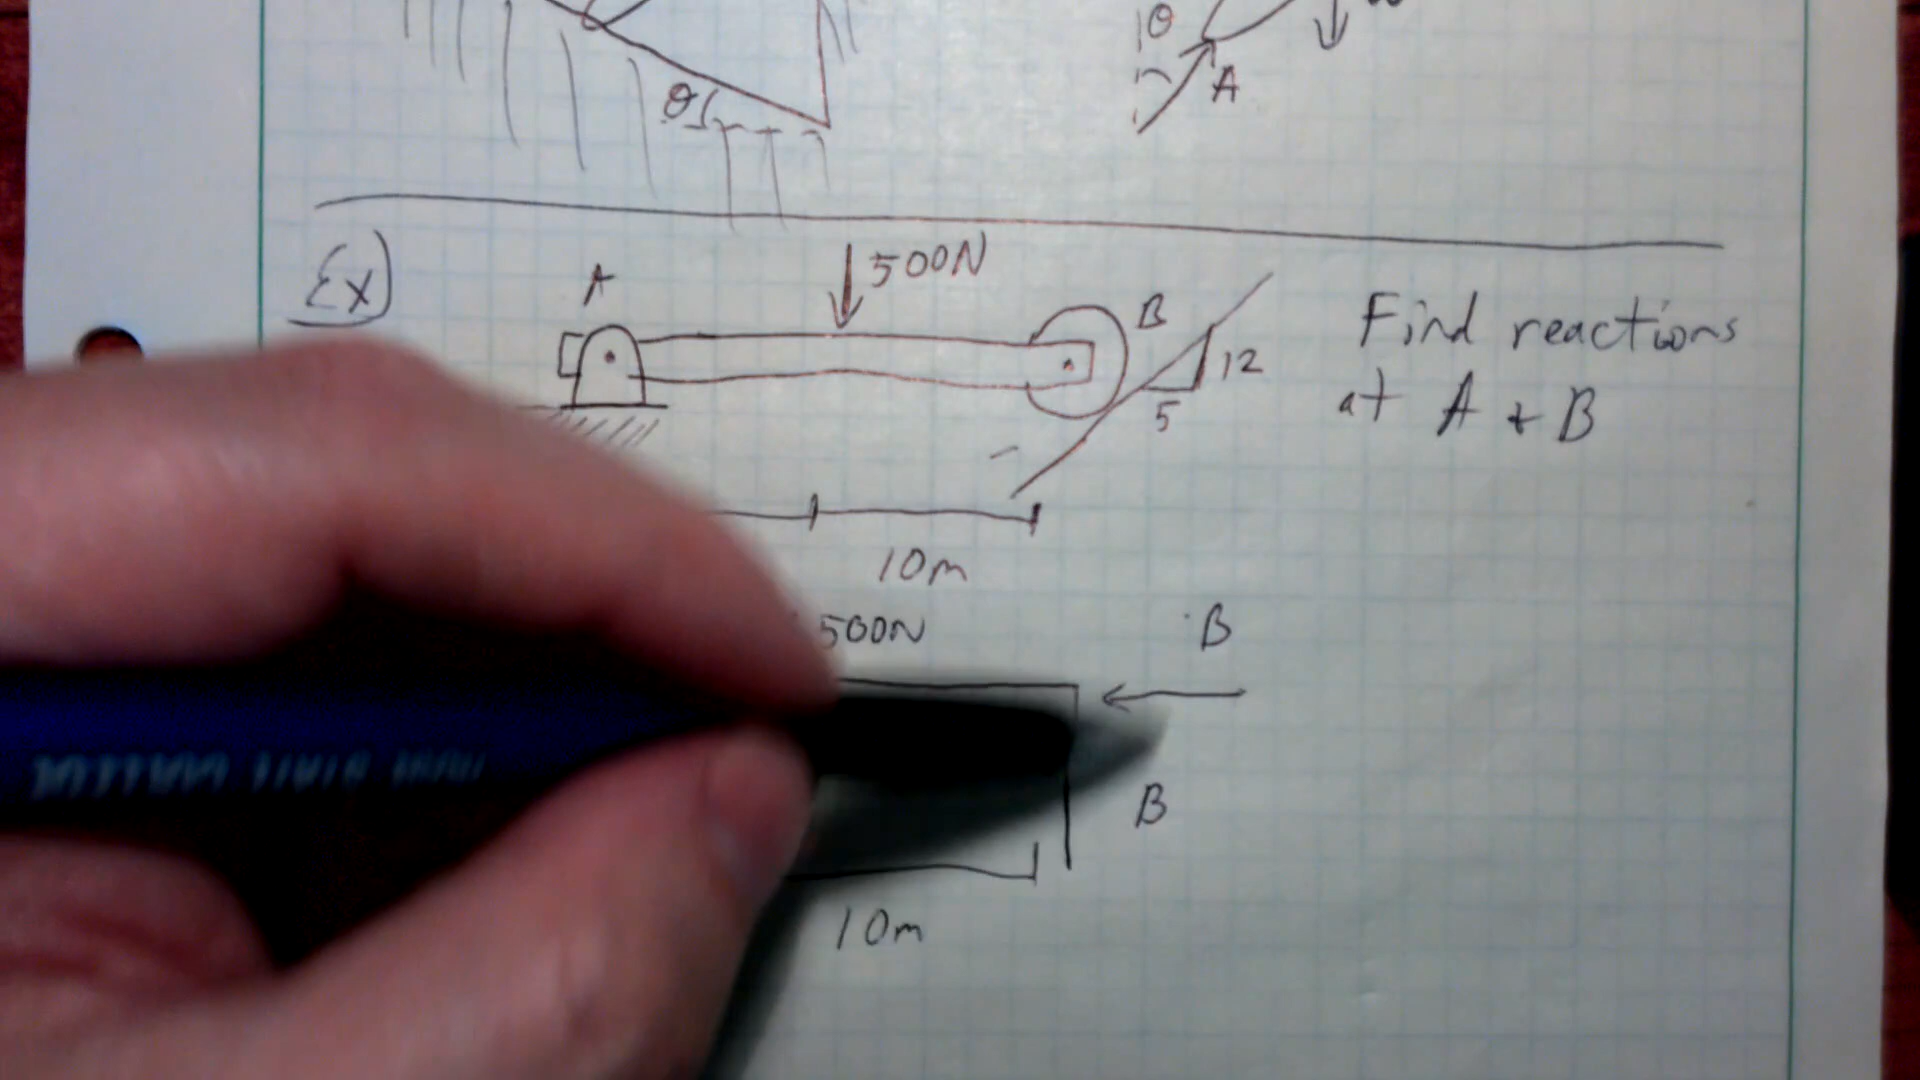 θ
θ
A
Ex)
A
500N
B
12
5
Find reactions
at A + B
10m
500N
B
B
10m